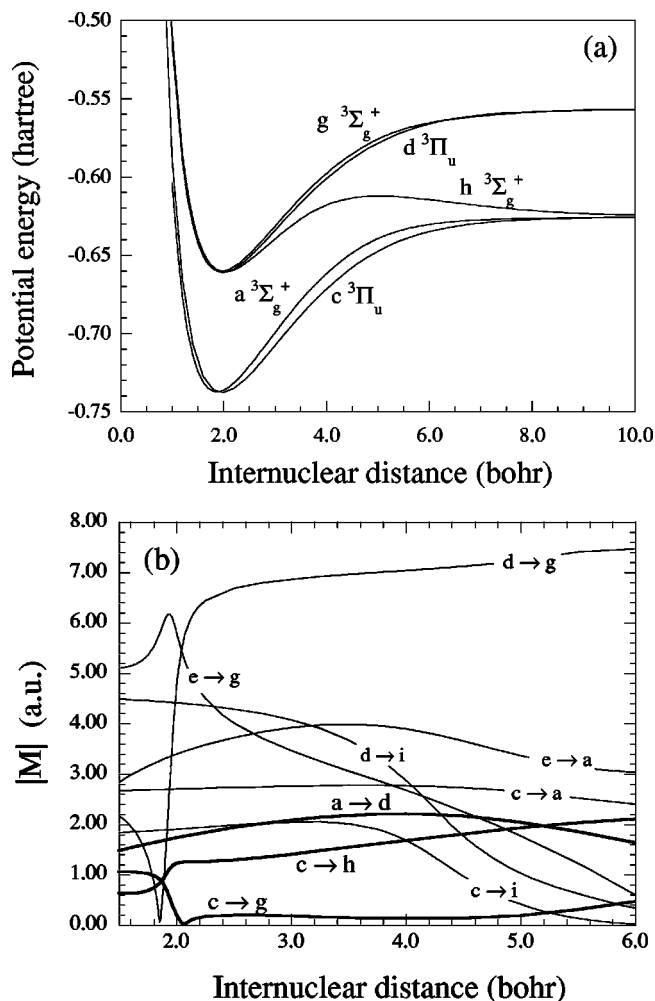 (a)
Potential energy (hartree)
-0.50
-0.55
-0.60
-0.65
-0.70
-0.75
g ³Σg⁺
d ³Πu
h ³Σg⁺
a ³Σg⁺
c ³Πu
0.0 2.0 4.0 6.0 8.0 10.0
Internuclear distance (bohr)
(b)
|M| (a.u.)
8.00
7.00
6.00
5.00
4.00
3.00
2.00
1.00
0.00
d → g
e → g
d → i
e → a
c → a
a → d
c → h
c → i
c → g
2.0 3.0 4.0 5.0 6.0
Internuclear distance (bohr)